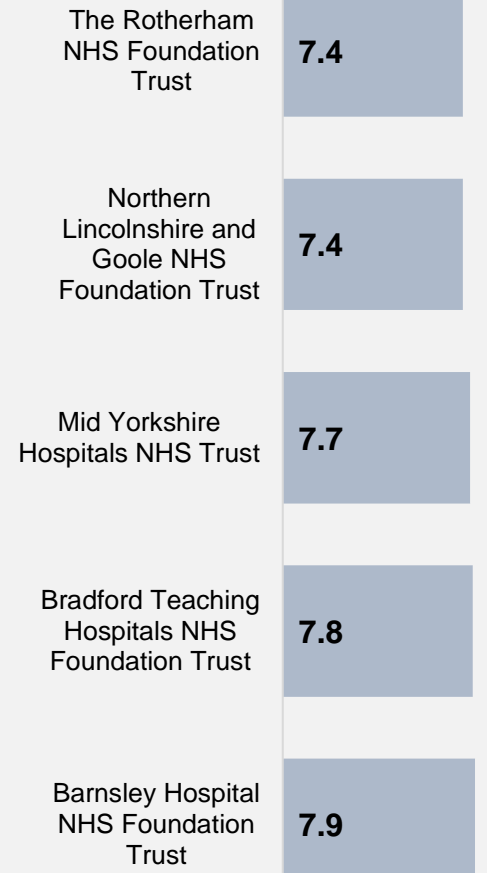 The Rotherham
NHS Foundation
Trust
7.4
Northern
Lincolnshire and
Goole NHS
Foundation Trust
7.4
Mid Yorkshire
Hospitals NHS Trust
7.7
Bradford Teaching
Hospitals NHS
Foundation Trust
7.8
Barnsley Hospital
NHS Foundation
Trust
7.9